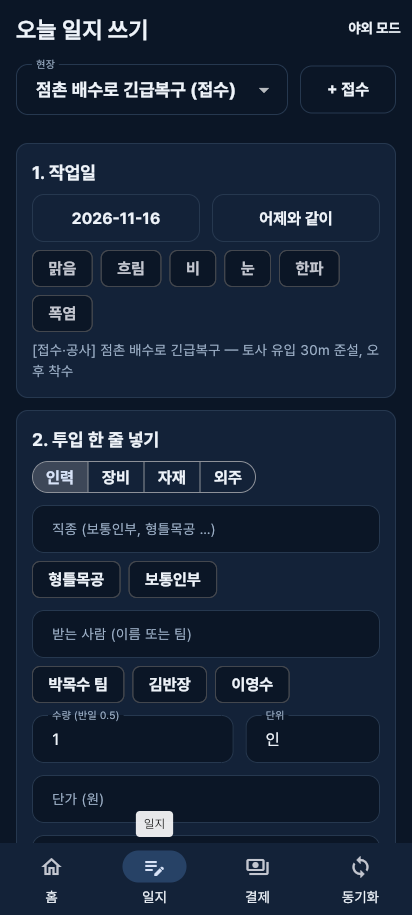 오늘 일지 쓰기
야외 모드
현장
점촌 배수로 긴급복구 (접수)
+ 접수
1. 작업일
2026-11-16
어제와 같이
맑음
흐림
비
눈
한파
폭염
[접수·공사] 점촌 배수로 긴급복구 — 토사 유입 30m 준설, 오
후 착수
2. 투입 한 줄 넣기
인력
장비
자재
외주
직종 (보통인부, 형틀목공 ...)
형틀목공
보통인부
받는 사람 (이름 또는 팀)
박목수 팀
김반장
이영수
수량 (반일 0.5)
1
단위
인
단가 (원)
일지
홈
일지
결제
동기화